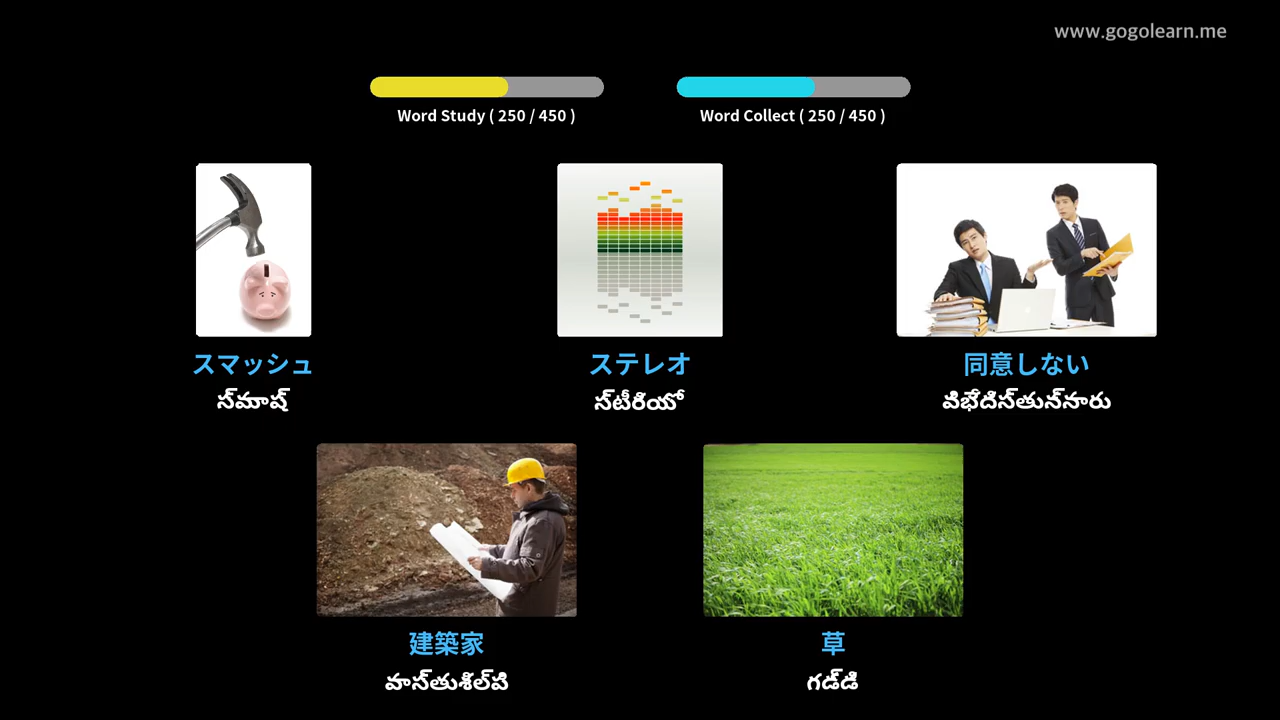 www.gogolearn.me
Word Study ( 250 / 450 )
Word Collect ( 250 / 450 )
スマッシュ
ステレオ
同意しない
స్‌మాష్
స్‌టీరియో
విభేదిస్‌తున్‌నారు
建築家
草
వాస్‌తుశిల్‌పి
గడ్‌డి